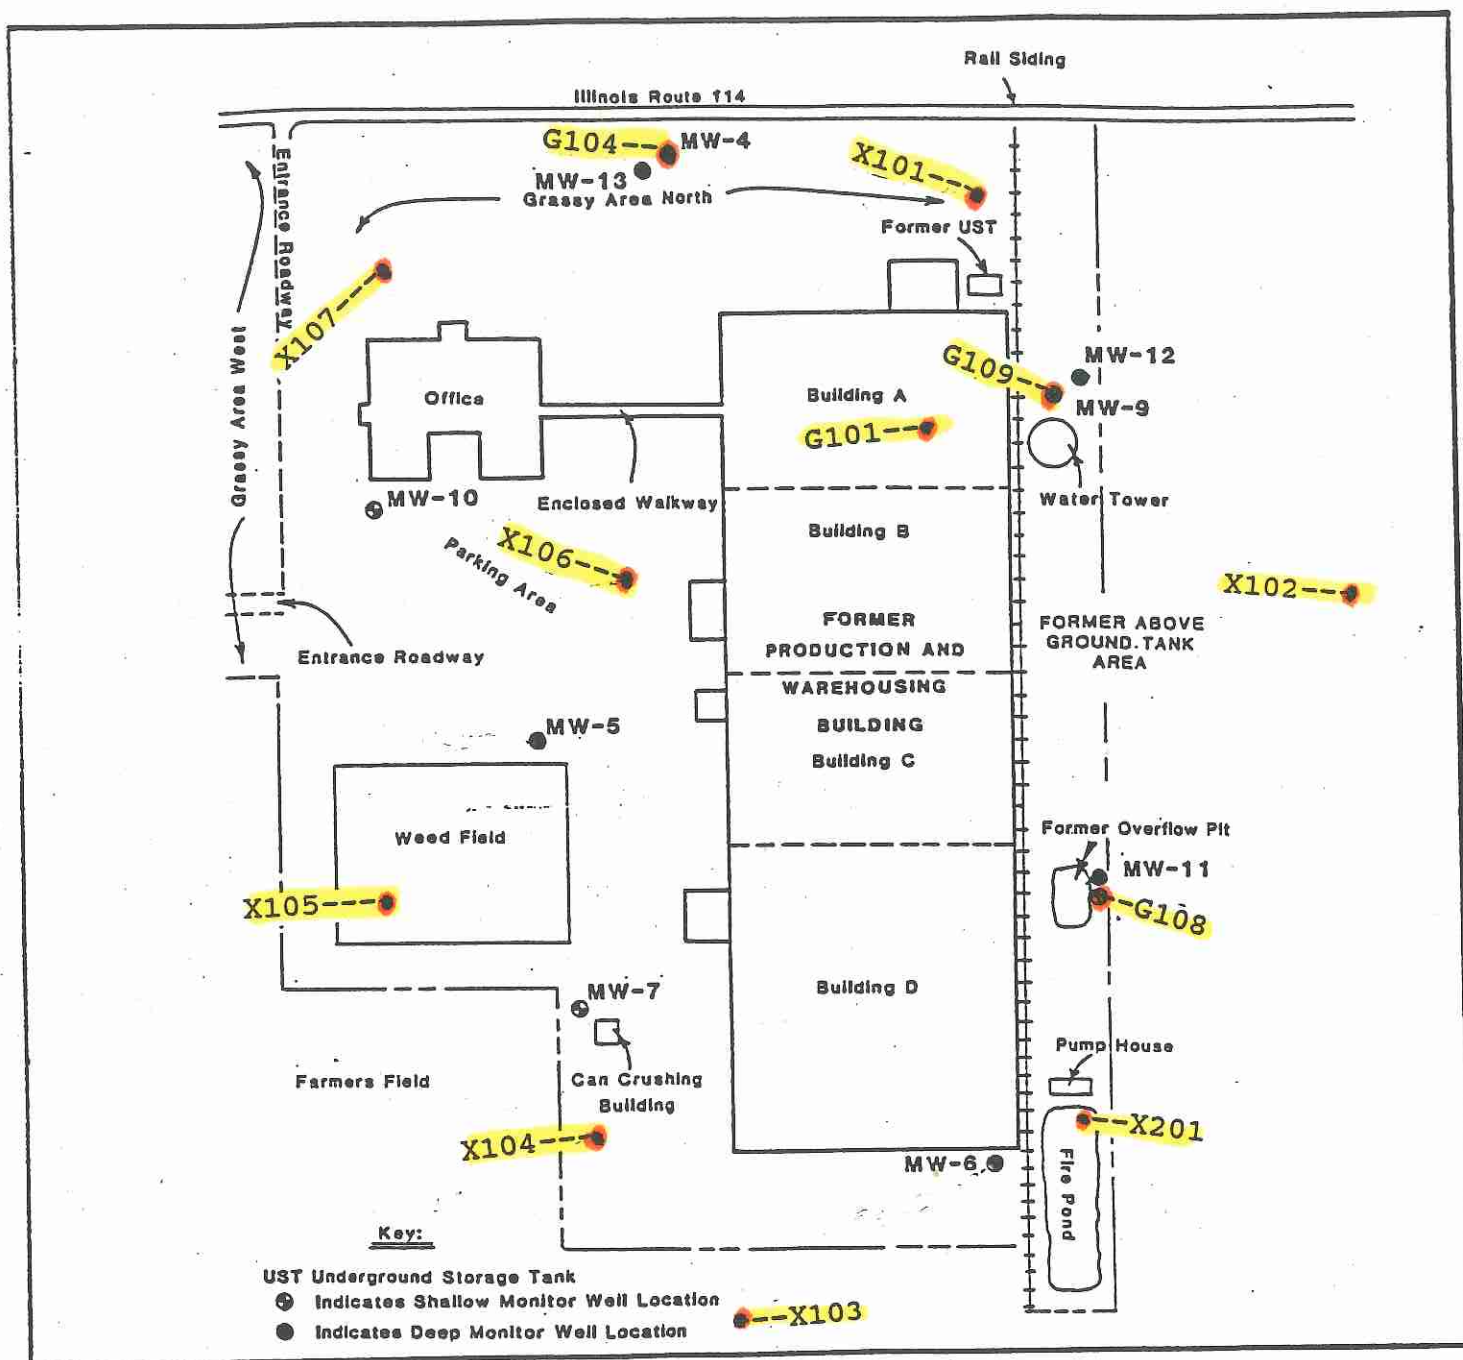 Rail Siding
Illinois Route 114
G104 MW-4
MW-13
Grassy Area North
X101
Former UST
Entrance Roadway
X107
Grassy Area West
Office
Building A
G109
MW-12
MW-9
G101
MW-10
Enclosed Walkway
Water Tower
Building B
X106
Parking Area
X102
FORMER
PRODUCTION AND
WAREHOUSING
BUILDING
FORMER ABOVE
GROUND TANK
AREA
Entrance Roadway
MW-5
Building C
Weed Field
Former Overflow Pit
MW-11
G108
X105
Building D
MW-7
Can Crushing
Building
Farmers Field
Pump House
X104
X201
MW-6
Fire Pond
Key:
UST Underground Storage Tank
Indicates Shallow Monitor Well Location
Indicates Deep Monitor Well Location
X103